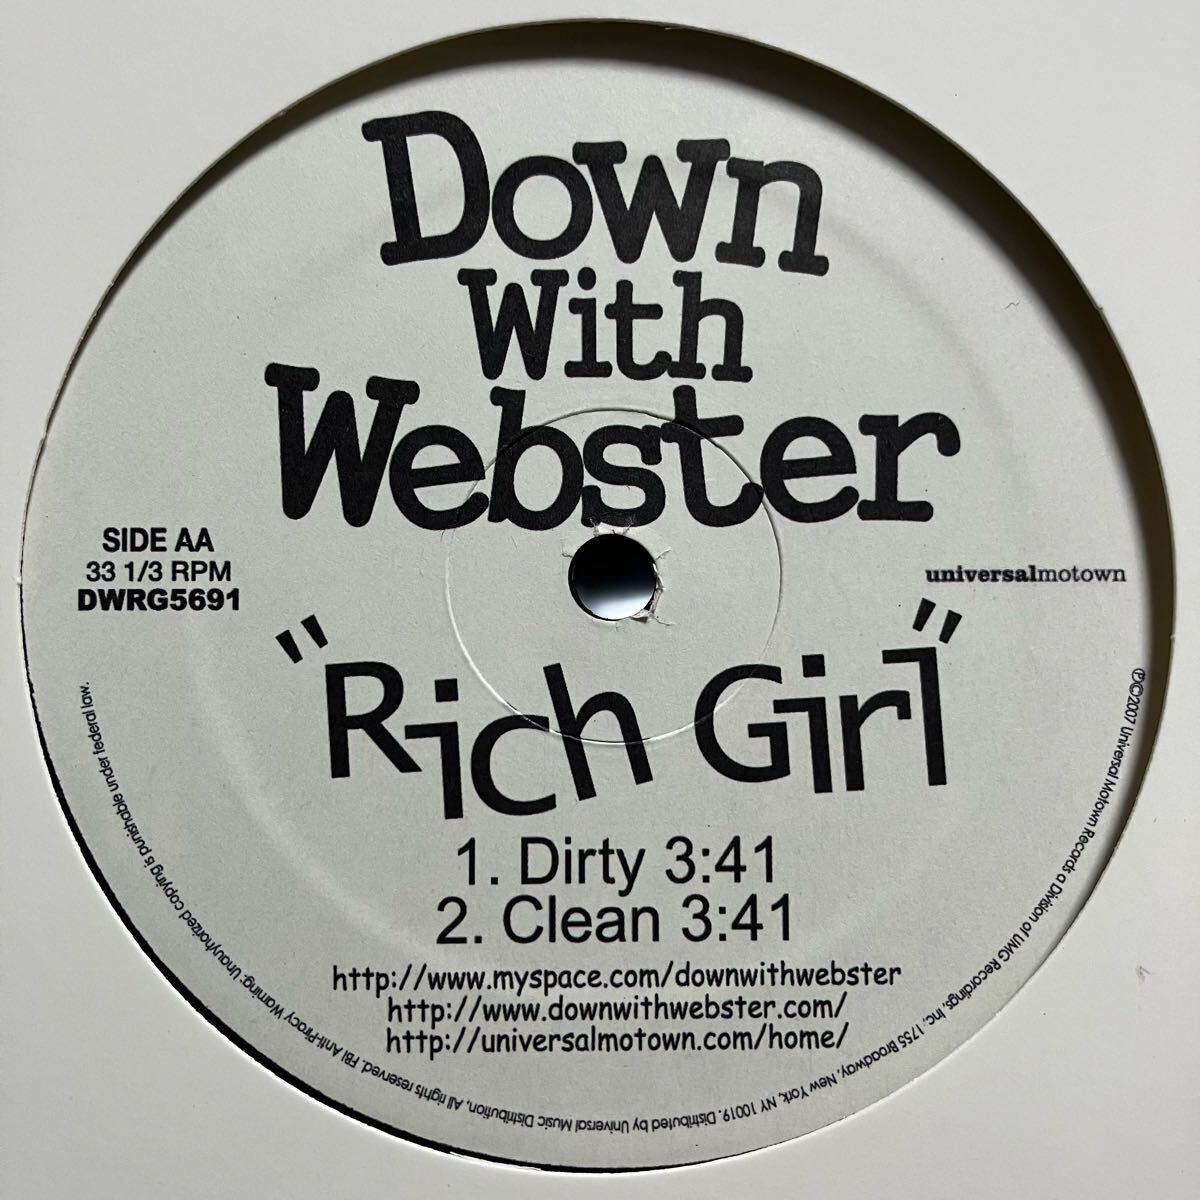 Down
With
Webster
SIDE AA
33 1/3 RPM
DWRG5691
universalmotown
"Rich Girl"
1. Dirty 3:41
2. Clean 3:41
http://www.myspace.com/downwithwebster
http://www.downwithwebster.com/
http://universalmotown.com/home/
℗©2007 Universal Motown Records a Division of UMG Recordings, Inc, 1755 Broadway, New York, NY 10019. Distributed by Universal Music Distribution, All rights reserved. FBI Anti-Piracy Warning: Unauyhorized copying is punishable under federal law.